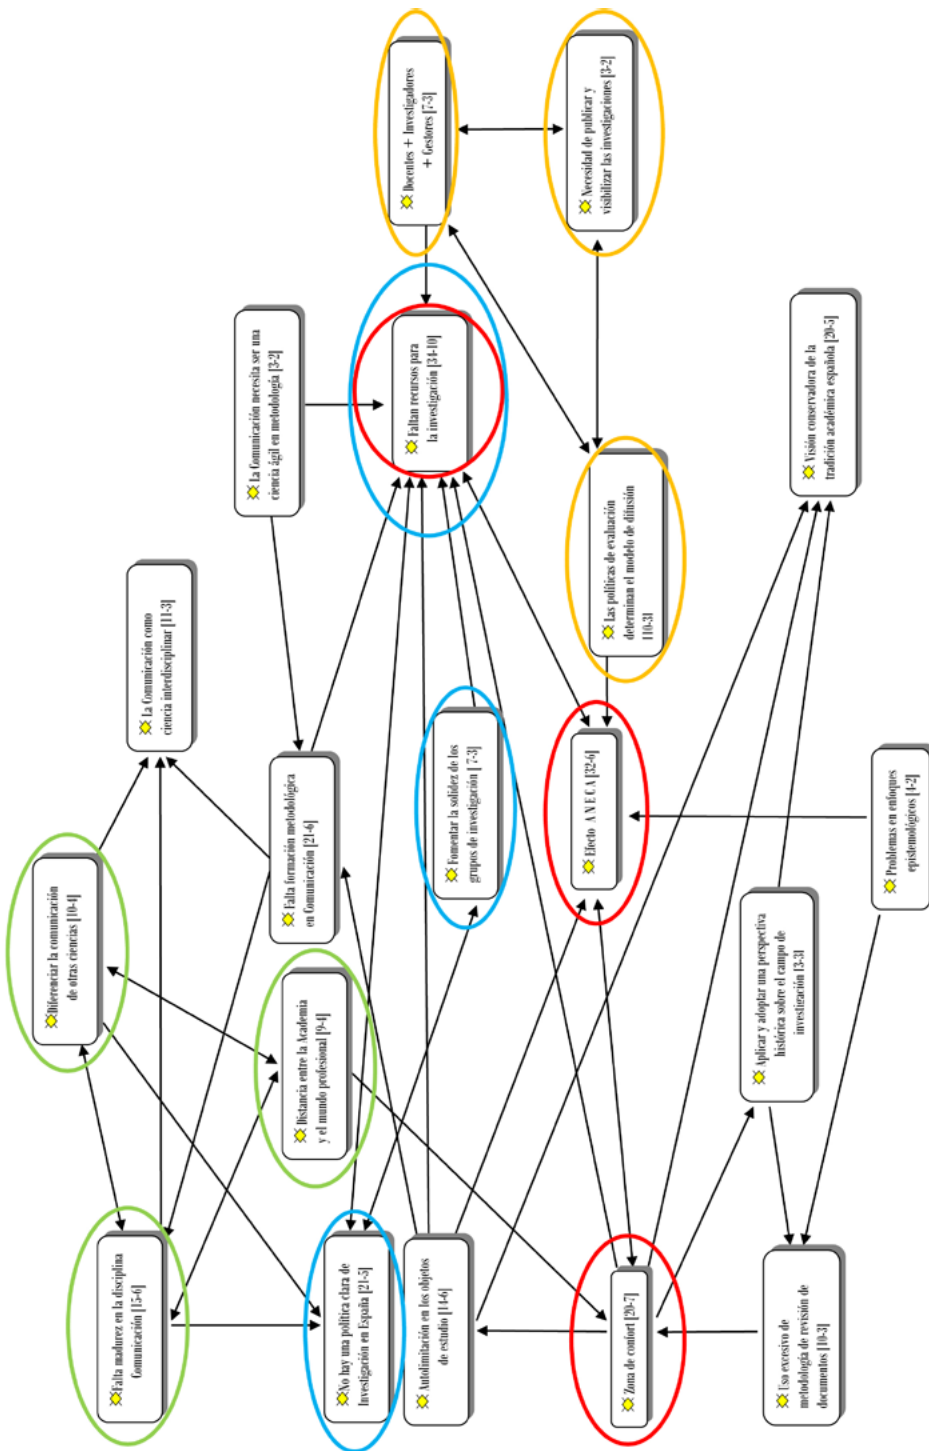 Diferenciar la comunicación
de otras ciencias [10-4]
Falta madurez en la disciplina
Comunicación [15-6]
La Comunicación como
ciencia interdisciplinar [11-3]
La Comunicación necesita ser una
ciencia ágil en metodología [3-2]
Distancia entre la Academia
y el mundo profesional [9-4]
Falta formación metodológica
en Comunicación [21-6]
No hay una política clara de
Investigación en España [21-5]
Autolimitación en los objetos
de estudio [14-6]
Fomentar la solidez de los
grupos de investigación [ 7-3]
Faltan recursos para
la investigación [34-10]
Docentes + Investigadores
+ Gestores [7-3]
Zona de confort [20-7]
Efecto A N E C A [32-6]
Las políticas de evaluación
determinan el modelo de difusión
[10-3]
Necesidad de publicar y
visibilizar las investigaciones [3-2]
Uso excesivo de
metodología de revisión de
documentos [10-3]
Aplicar y adoptar una perspectiva
histórica sobre el campo de
investigación [3-3]
Problemas en enfoques
epistemológicos [4-2]
Visión conservadora de la
tradición académica española [20-5]